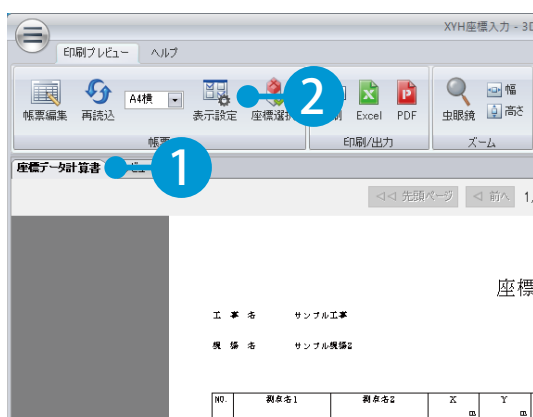 XYH座標入力 - 3D
印刷プレビュー ヘルプ
帳票編集 再読込 A4横 表示設定 座標選択 Excel PDF 虫眼鏡 幅 高さ
帳票 印刷/出力 ズーム
2
座標データ計算書
1
先頭ページ 前へ 1/
座標
工事名 サンプル工事
現場名 サンプル現場2
NO. 測点名1 測点名2 X Y
m m